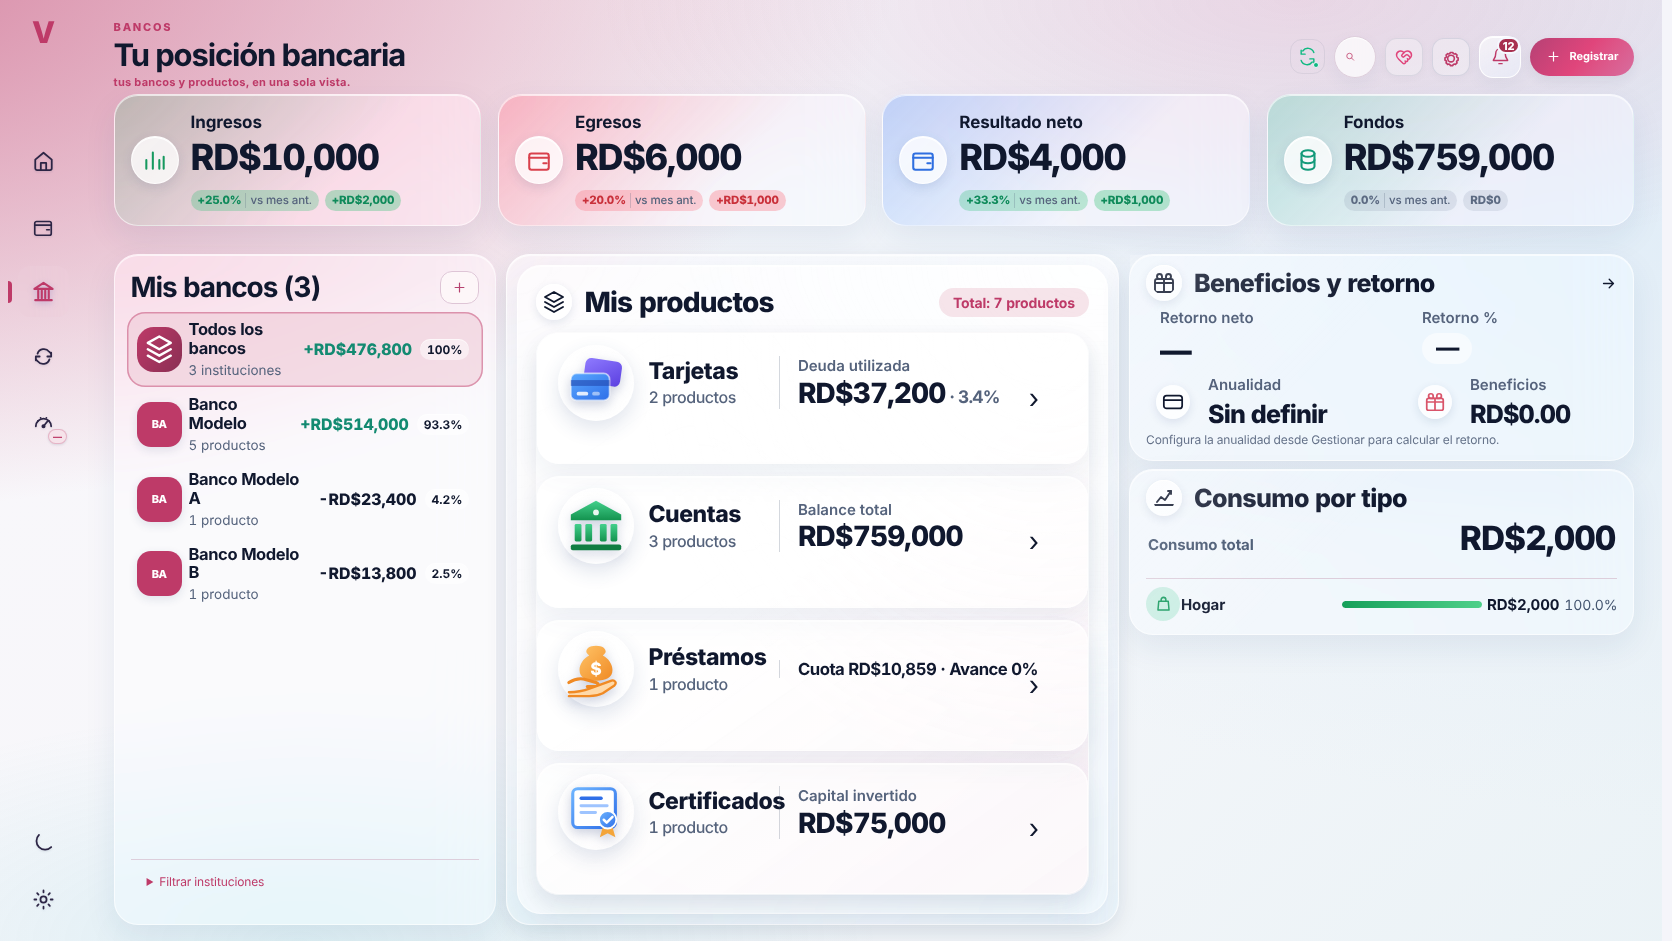 V
BANCOS
Tu posición bancaria
tus bancos y productos, en una sola vista.
12
Registrar
Ingresos
RD$10,000
+25.0% vs mes ant. +RD$2,000
Egresos
RD$6,000
+20.0% vs mes ant. +RD$1,000
Resultado neto
RD$4,000
+33.3% vs mes ant. +RD$1,000
Fondos
RD$759,000
0.0% vs mes ant. RD$0
Mis bancos (3)
Todos los
bancos
3 instituciones
+RD$476,800 100%
BA
Banco
Modelo
5 productos
+RD$514,000 93.3%
BA
Banco Modelo
A
1 producto
-RD$23,400 4.2%
BA
Banco Modelo
B
1 producto
-RD$13,800 2.5%
Filtrar instituciones
Mis productos
Total: 7 productos
Tarjetas
2 productos
Deuda utilizada
RD$37,200 · 3.4%
Cuentas
3 productos
Balance total
RD$759,000
Préstamos
1 producto
Cuota RD$10,859 · Avance 0%
Certificados
1 producto
Capital invertido
RD$75,000
Beneficios y retorno
Retorno neto
—
Retorno %
—
Anualidad
Sin definir
Beneficios
RD$0.00
Configura la anualidad desde Gestionar para calcular el retorno.
Consumo por tipo
Consumo total
RD$2,000
Hogar
RD$2,000 100.0%